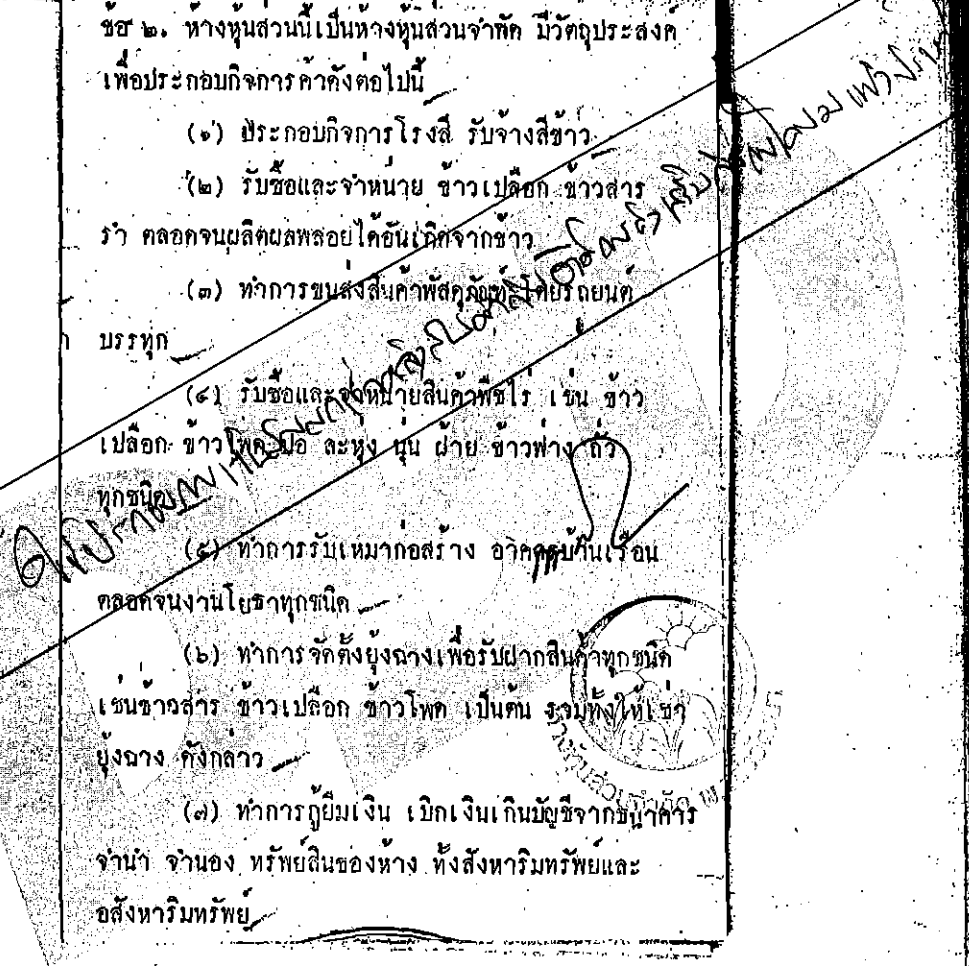 ข้อ ๒. ห้างหุ้นส่วนนี้เป็นห้างหุ้นส่วนจำกัด มีวัตถุประสงค์
เพื่อประกอบกิจการค้าดังต่อไปนี้
(๑) ประกอบกิจการโรงสี รับจ้างสีข้าว
(๒) รับซื้อและจำหน่าย ข้าวเปลือก ข้าวสาร
รำ ตลอดจนผลิตผลพลอยได้อันเกิดจากข้าว
(๓) ทำการขนส่งสินค้าพัสดุภัณฑ์โดยรถยนต์
บรรทุก
(๔) รับซื้อและจำหน่ายสินค้าพืชไร่ เช่น ข้าว
เปลือก ข้าวโพด ปอ ละหุ่ง นุ่น ฝ้าย ข้าวฟ่าง ถั่ว
ทุกชนิด
(๕) ทำการรับเหมาก่อสร้าง อาคารบ้านเรือน
ตลอดจนงานโยธาทุกชนิด
(๖) ทำการจัดตั้งยุ้งฉางเพื่อรับฝากสินค้าทุกชนิด
เช่นข้าวสาร ข้าวเปลือก ข้าวโพด เป็นต้น รวมทั้งให้เช่า
ยุ้งฉาง ดังกล่าว
(๗) ทำการกู้ยืมเงิน เบิกเงินเกินบัญชีจากธนาคาร
จำนำ จำนอง ทรัพย์สินของห้าง ทั้งสังหาริมทรัพย์และ
อสังหาริมทรัพย์